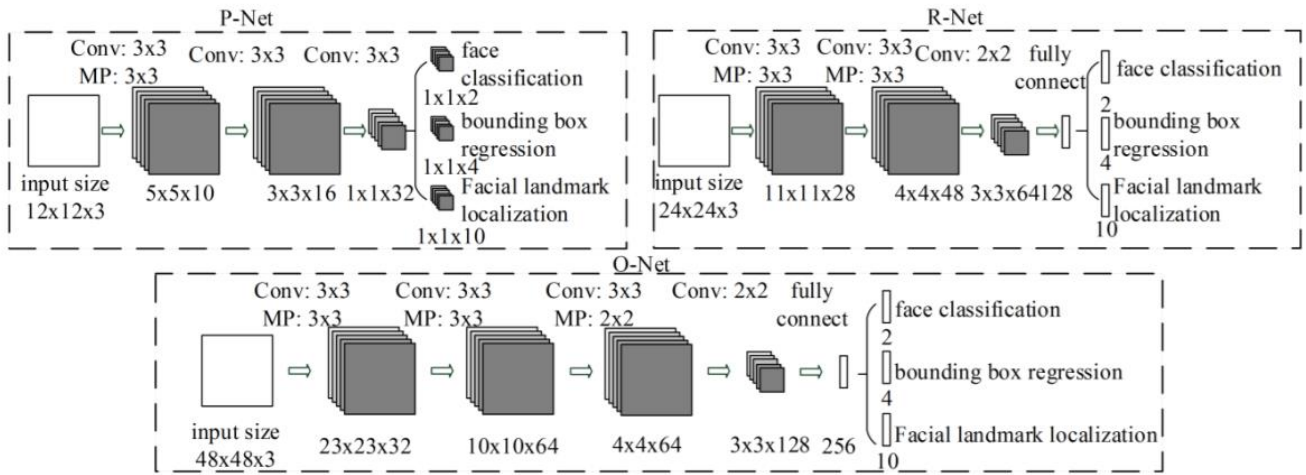 P-Net
Conv: 3x3
MP: 3x3
Conv: 3x3
Conv: 3x3
face
classification
1x1x2
bounding box
regression
1x1x4
Facial landmark
localization
1x1x10
input size
12x12x3
5x5x10
3x3x16
1x1x32
R-Net
Conv: 3x3
MP: 3x3
Conv: 3x3
MP: 3x3
Conv: 2x2
fully
connect
face classification
2
bounding box
regression
4
Facial landmark
localization
10
input size
24x24x3
11x11x28
4x4x48
3x3x64
128
O-Net
Conv: 3x3
MP: 3x3
Conv: 3x3
MP: 3x3
Conv: 3x3
MP: 2x2
Conv: 2x2
fully
connect
face classification
2
bounding box regression
4
Facial landmark localization
10
input size
48x48x3
23x23x32
10x10x64
4x4x64
3x3x128
256